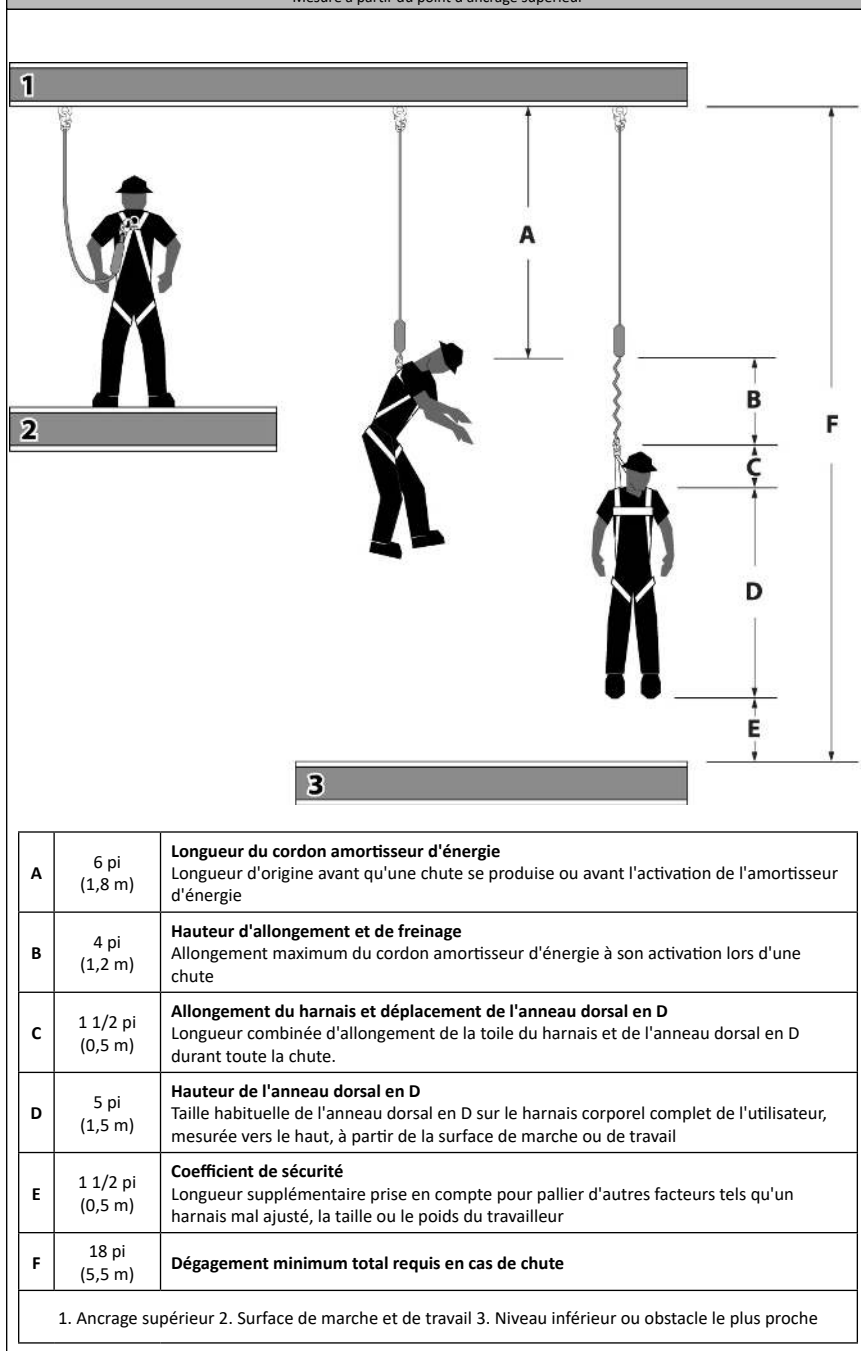 Mesuré à partir du point d'ancrage supérieur
1
A
2
B
F
C
D
E
3
A
6 pi
(1,8 m)
Longueur du cordon amortisseur d'énergie
Longueur d'origine avant qu'une chute se produise ou avant l'activation de l'amortisseur
d'énergie
B
4 pi
(1,2 m)
Hauteur d'allongement et de freinage
Allongement maximum du cordon amortisseur d'énergie à son activation lors d'une
chute
C
1 1/2 pi
(0,5 m)
Allongement du harnais et déplacement de l'anneau dorsal en D
Longueur combinée d'allongement de la toile du harnais et de l'anneau dorsal en D
durant toute la chute.
D
5 pi
(1,5 m)
Hauteur de l'anneau dorsal en D
Taille habituelle de l'anneau dorsal en D sur le harnais corporel complet de l'utilisateur,
mesurée vers le haut, à partir de la surface de marche ou de travail
E
1 1/2 pi
(0,5 m)
Coefficient de sécurité
Longueur supplémentaire prise en compte pour pallier d'autres facteurs tels qu'un
harnais mal ajusté, la taille ou le poids du travailleur
F
18 pi
(5,5 m)
Dégagement minimum total requis en cas de chute
1. Ancrage supérieur 2. Surface de marche et de travail 3. Niveau inférieur ou obstacle le plus proche